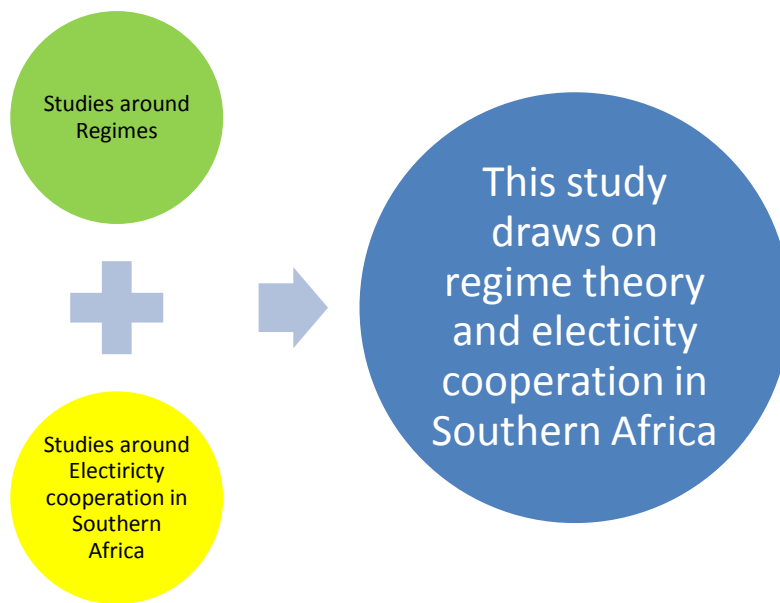 Studies around
Regimes
Studies around
Electiricty
cooperation in
Southern
Africa
This study
draws on
regime theory
and electicity
cooperation in
Southern Africa